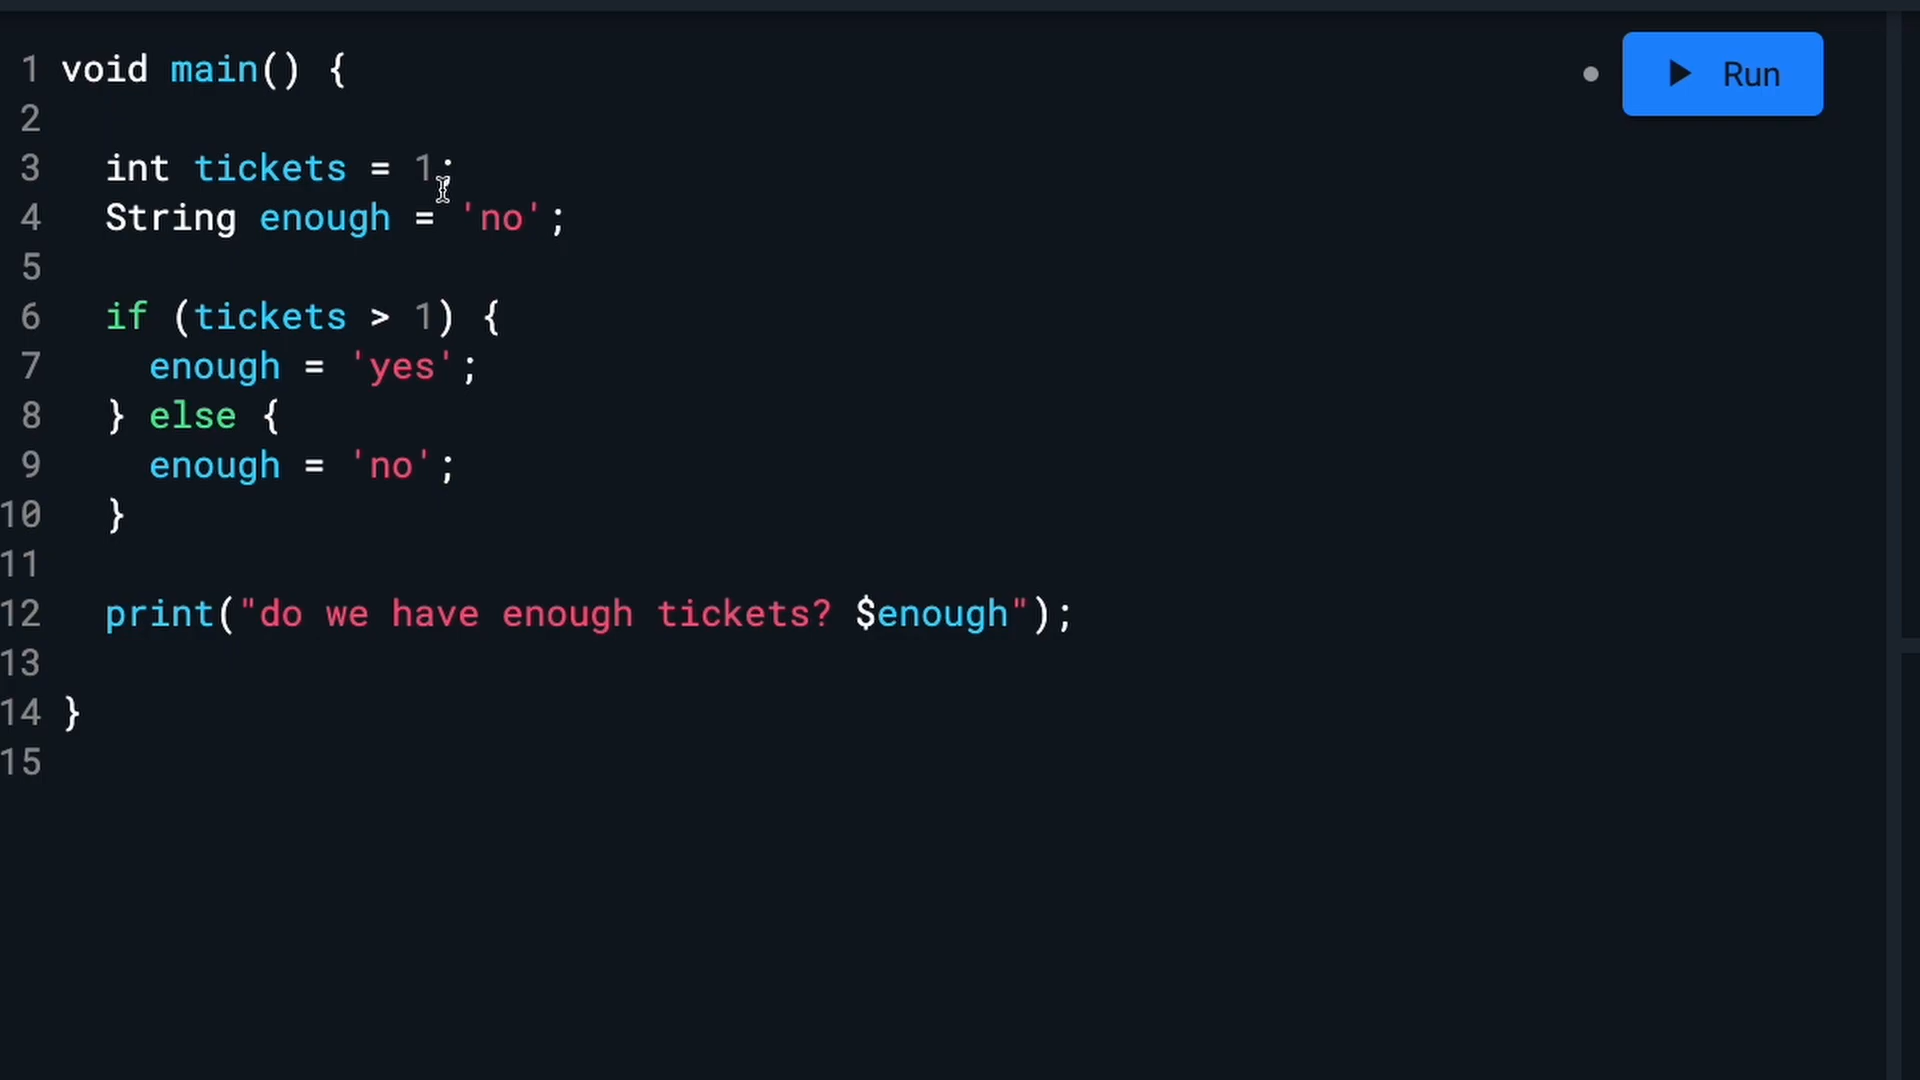 1 void main() {
Run
2
3 int tickets = 1;
4 String enough = 'no';
5
6 if (tickets > 1) {
7 enough = 'yes';
8 } else {
9 enough = 'no';
10 }
11
12 print("do we have enough tickets? $enough");
13
14 }
15